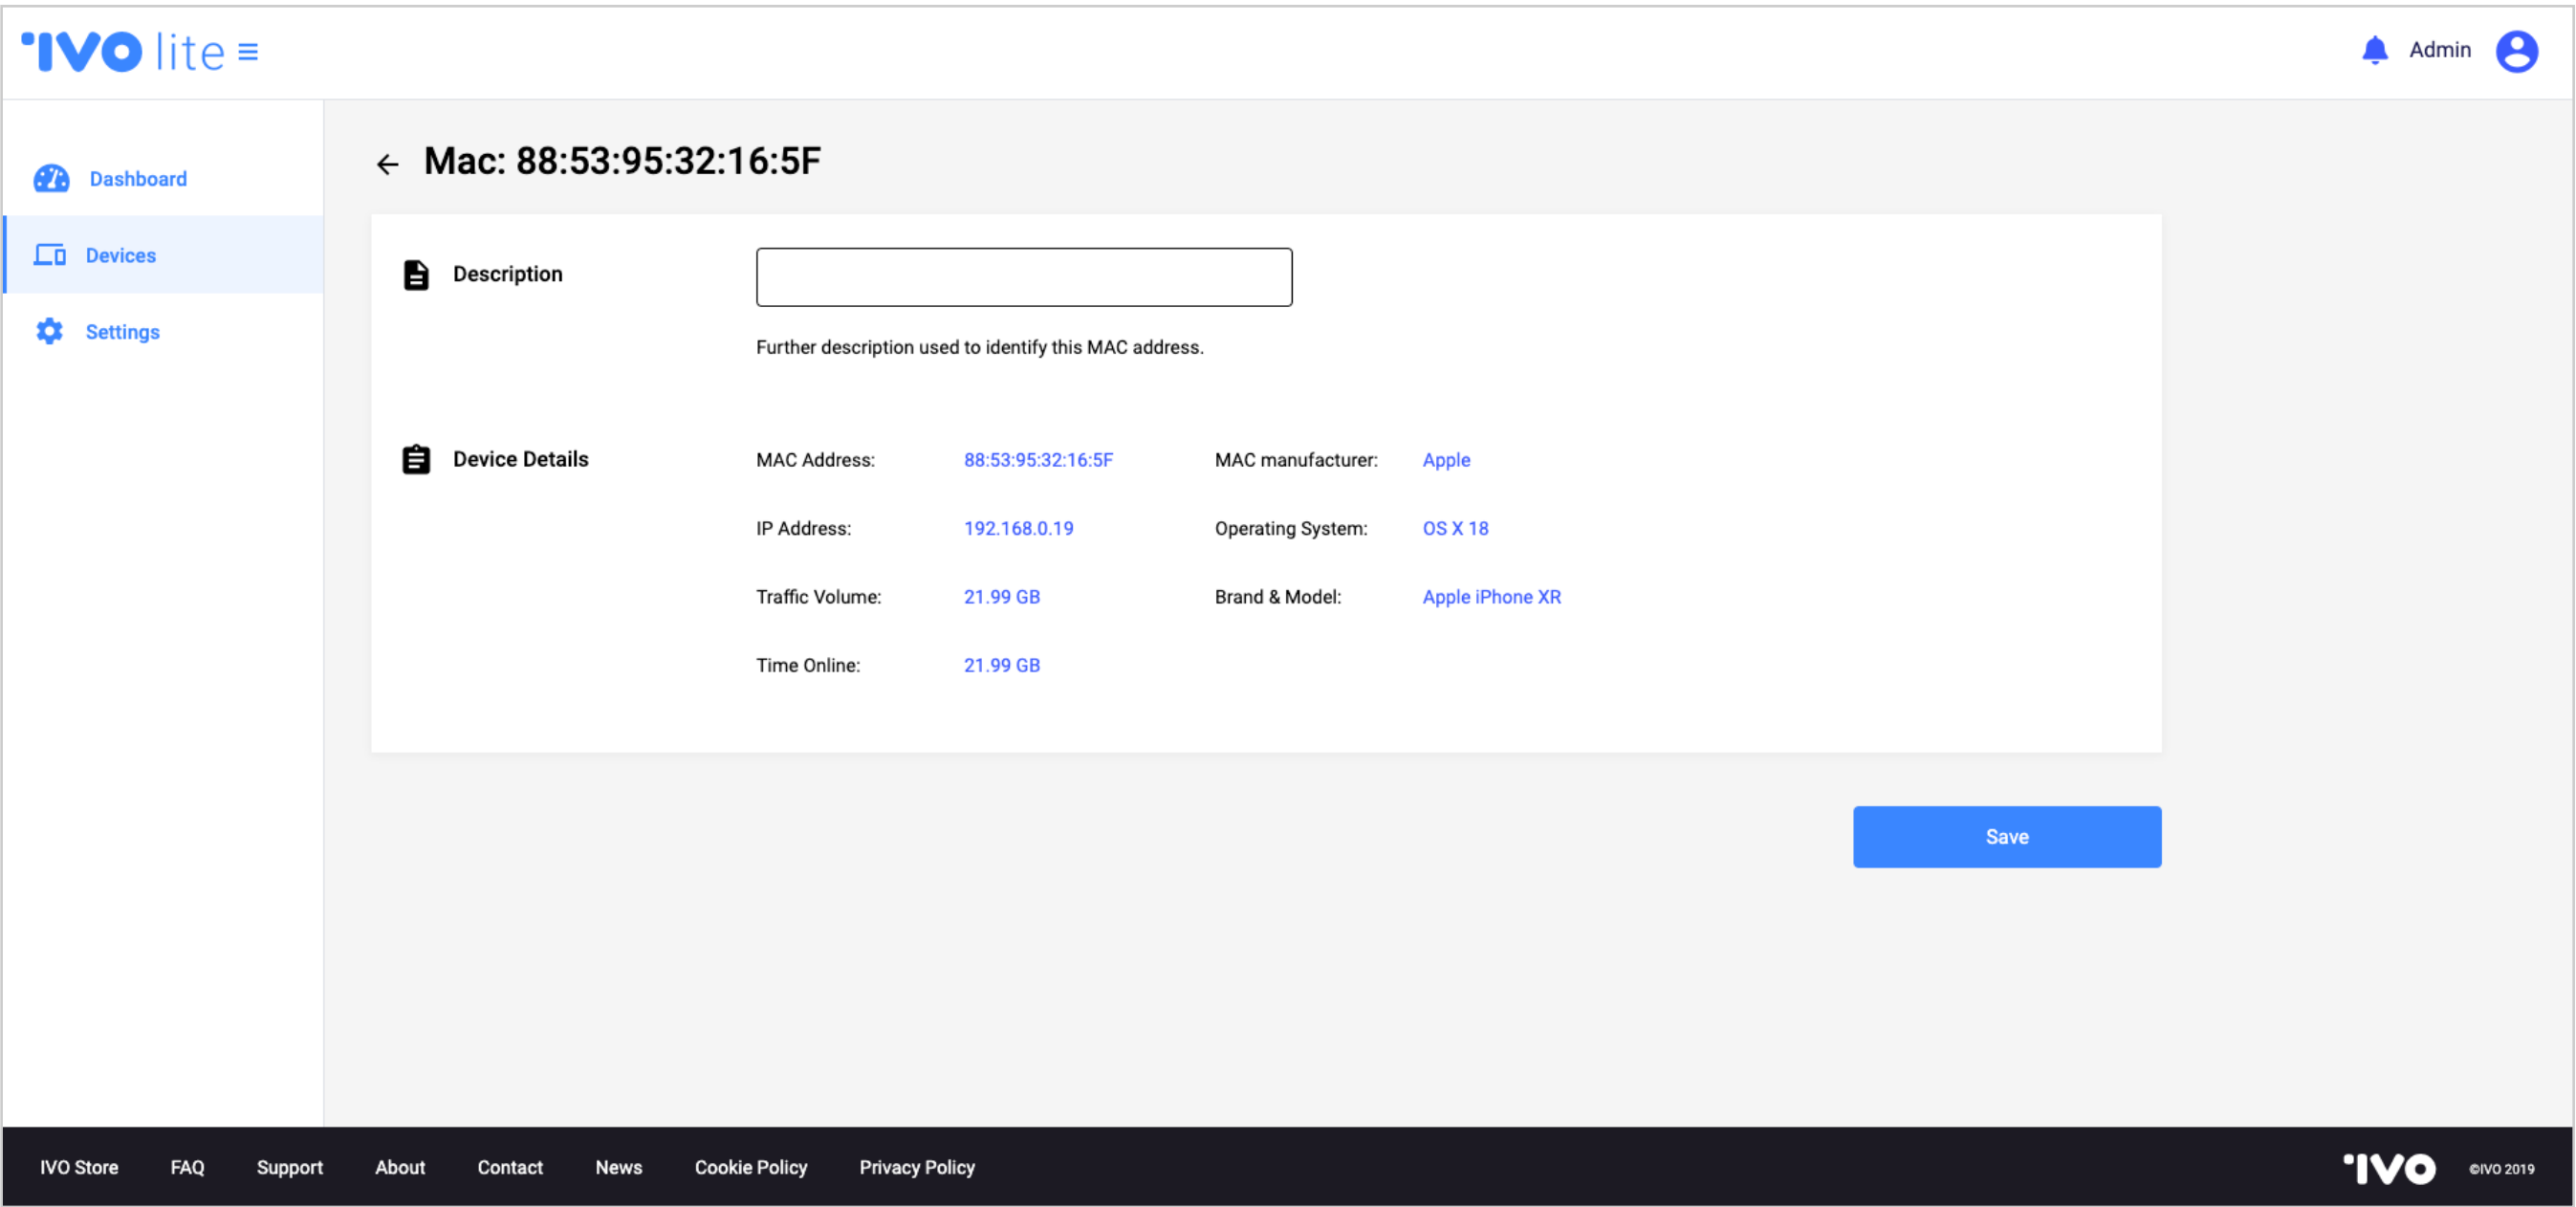 IVO lite
Admin
Dashboard
Devices
Settings
Mac: 88:53:95:32:16:5F
Description
Further description used to identify this MAC address.
Device Details
MAC Address: 88:53:95:32:16:5F MAC manufacturer: Apple
IP Address: 192.168.0.19 Operating System: OS X 18
Traffic Volume: 21.99 GB Brand & Model: Apple iPhone XR
Time Online: 21.99 GB
Save
IVO Store FAQ Support About Contact News Cookie Policy Privacy Policy IVO ©IVO 2019